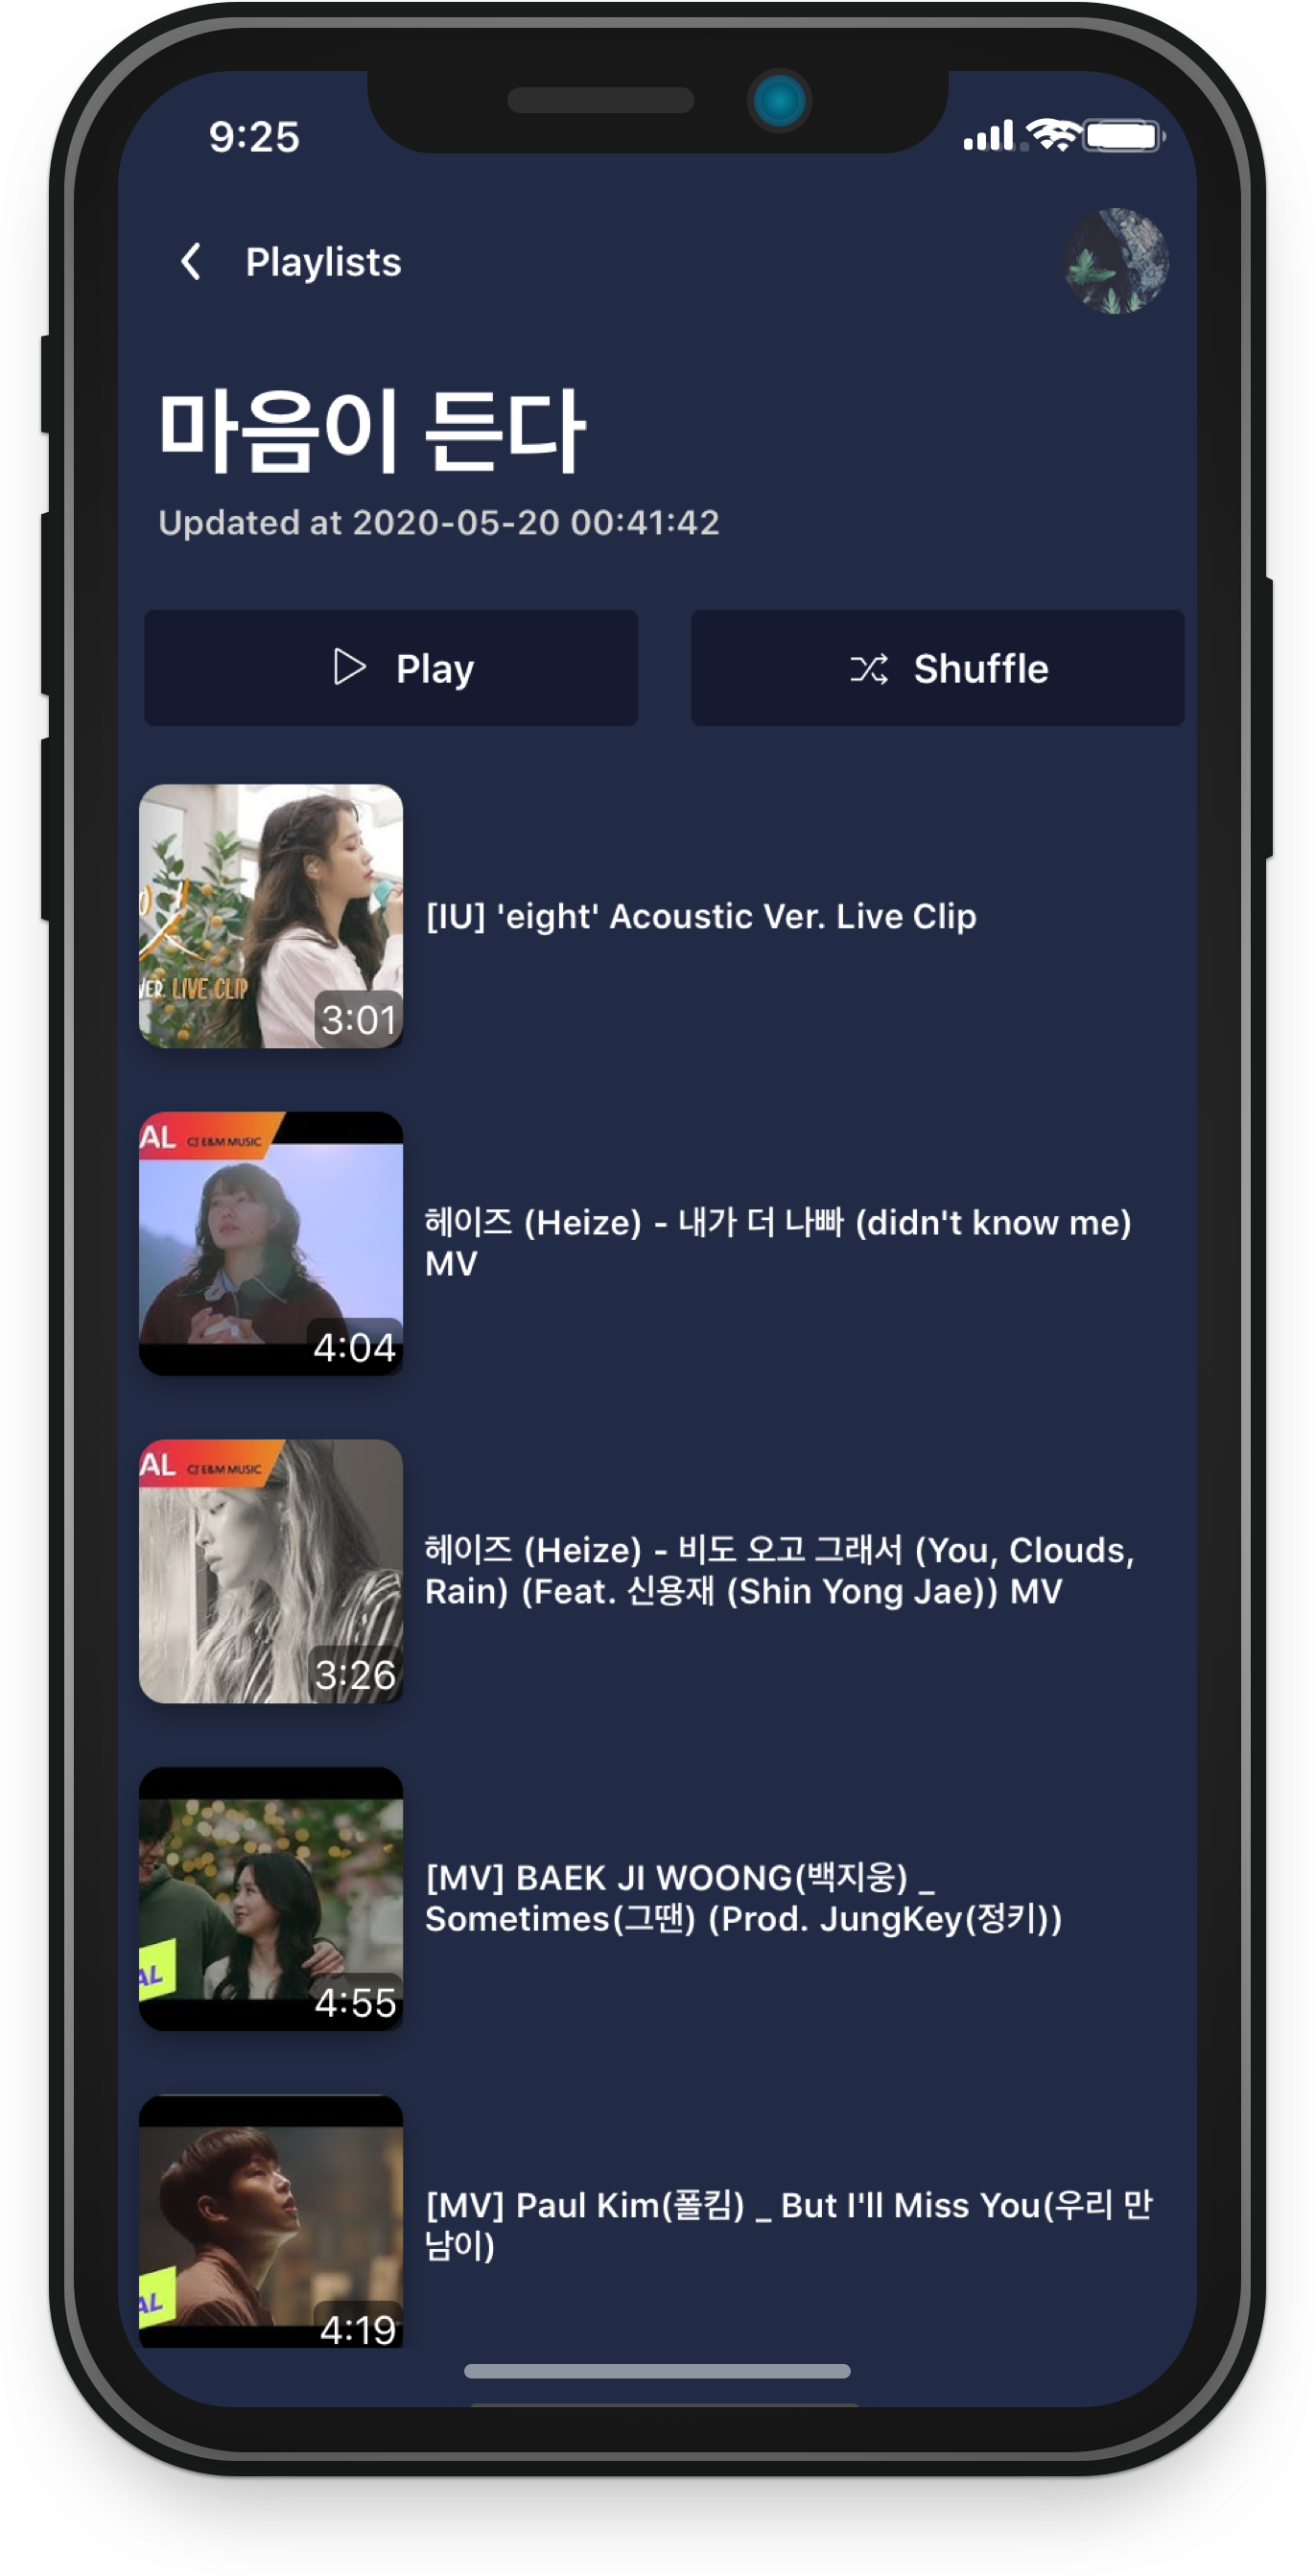 9:25
Playlists
마음이 든다
Updated at 2020-05-20 00:41:42
Play
Shuffle
VER. LIVE CLIP
3:01
[IU] 'eight' Acoustic Ver. Live Clip
AL CJ E&M MUSIC
4:04
헤이즈 (Heize) - 내가 더 나빠 (didn't know me)
MV
AL CJ E&M MUSIC
3:26
헤이즈 (Heize) - 비도 오고 그래서 (You, Clouds,
Rain) (Feat. 신용재 (Shin Yong Jae)) MV
AL
4:55
[MV] BAEK JI WOONG(백지웅) _
Sometimes(그땐) (Prod. JungKey(정키))
AL
4:19
[MV] Paul Kim(폴킴) _ But I'll Miss You(우리 만
남이)